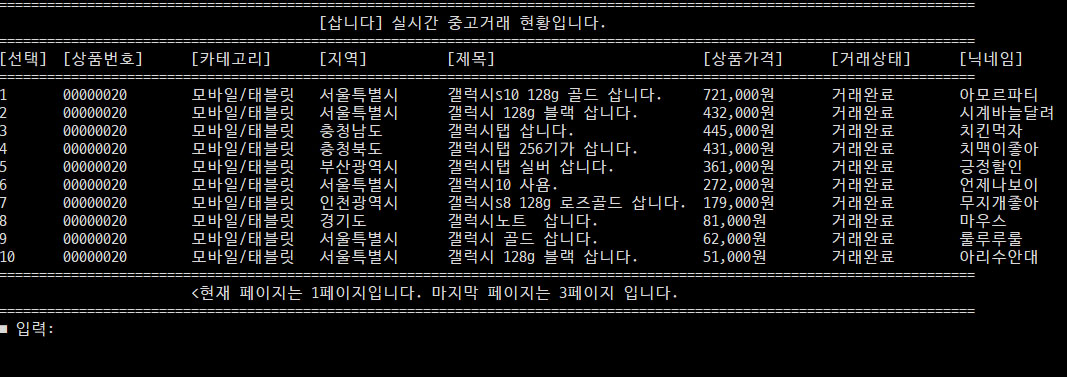 ================================================================================
[삽니다] 실시간 중고거래 현황입니다.
================================================================================
[선택] [상품번호] [카테고리] [지역] [제목] [상품가격] [거래상태] [닉네임]
================================================================================
1 00000020 모바일/태블릿 서울특별시 갤럭시s10 128g 골드 삽니다. 721,000원 거래완료 아모르파티
2 00000020 모바일/태블릿 서울특별시 갤럭시 128g 블랙 삽니다. 432,000원 거래완료 시계바늘달려
3 00000020 모바일/태블릿 충청남도 갤럭시탭 삽니다. 445,000원 거래완료 치킨먹자
4 00000020 모바일/태블릿 충청북도 갤럭시탭 256기가 삽니다. 431,000원 거래완료 치맥이좋아
5 00000020 모바일/태블릿 부산광역시 갤럭시탭 실버 삽니다. 361,000원 거래완료 긍정할인
6 00000020 모바일/태블릿 서울특별시 갤럭시10 사욤. 272,000원 거래완료 언제나보이
7 00000020 모바일/태블릿 인천광역시 갤럭시s8 128g 로즈골드 삽니다. 179,000원 거래완료 무지개좋아
8 00000020 모바일/태블릿 경기도 갤럭시노트  삽니다. 81,000원 거래완료 마우스
9 00000020 모바일/태블릿 서울특별시 갤럭시 골드 삽니다. 62,000원 거래완료 룰루루룰
10 00000020 모바일/태블릿 서울특별시 갤럭시 128g 블랙 삽니다. 51,000원 거래완료 아리수안대
================================================================================
<현재 페이지는 1페이지입니다. 마지막 페이지는 3페이지 입니다.
================================================================================
■ 입력: